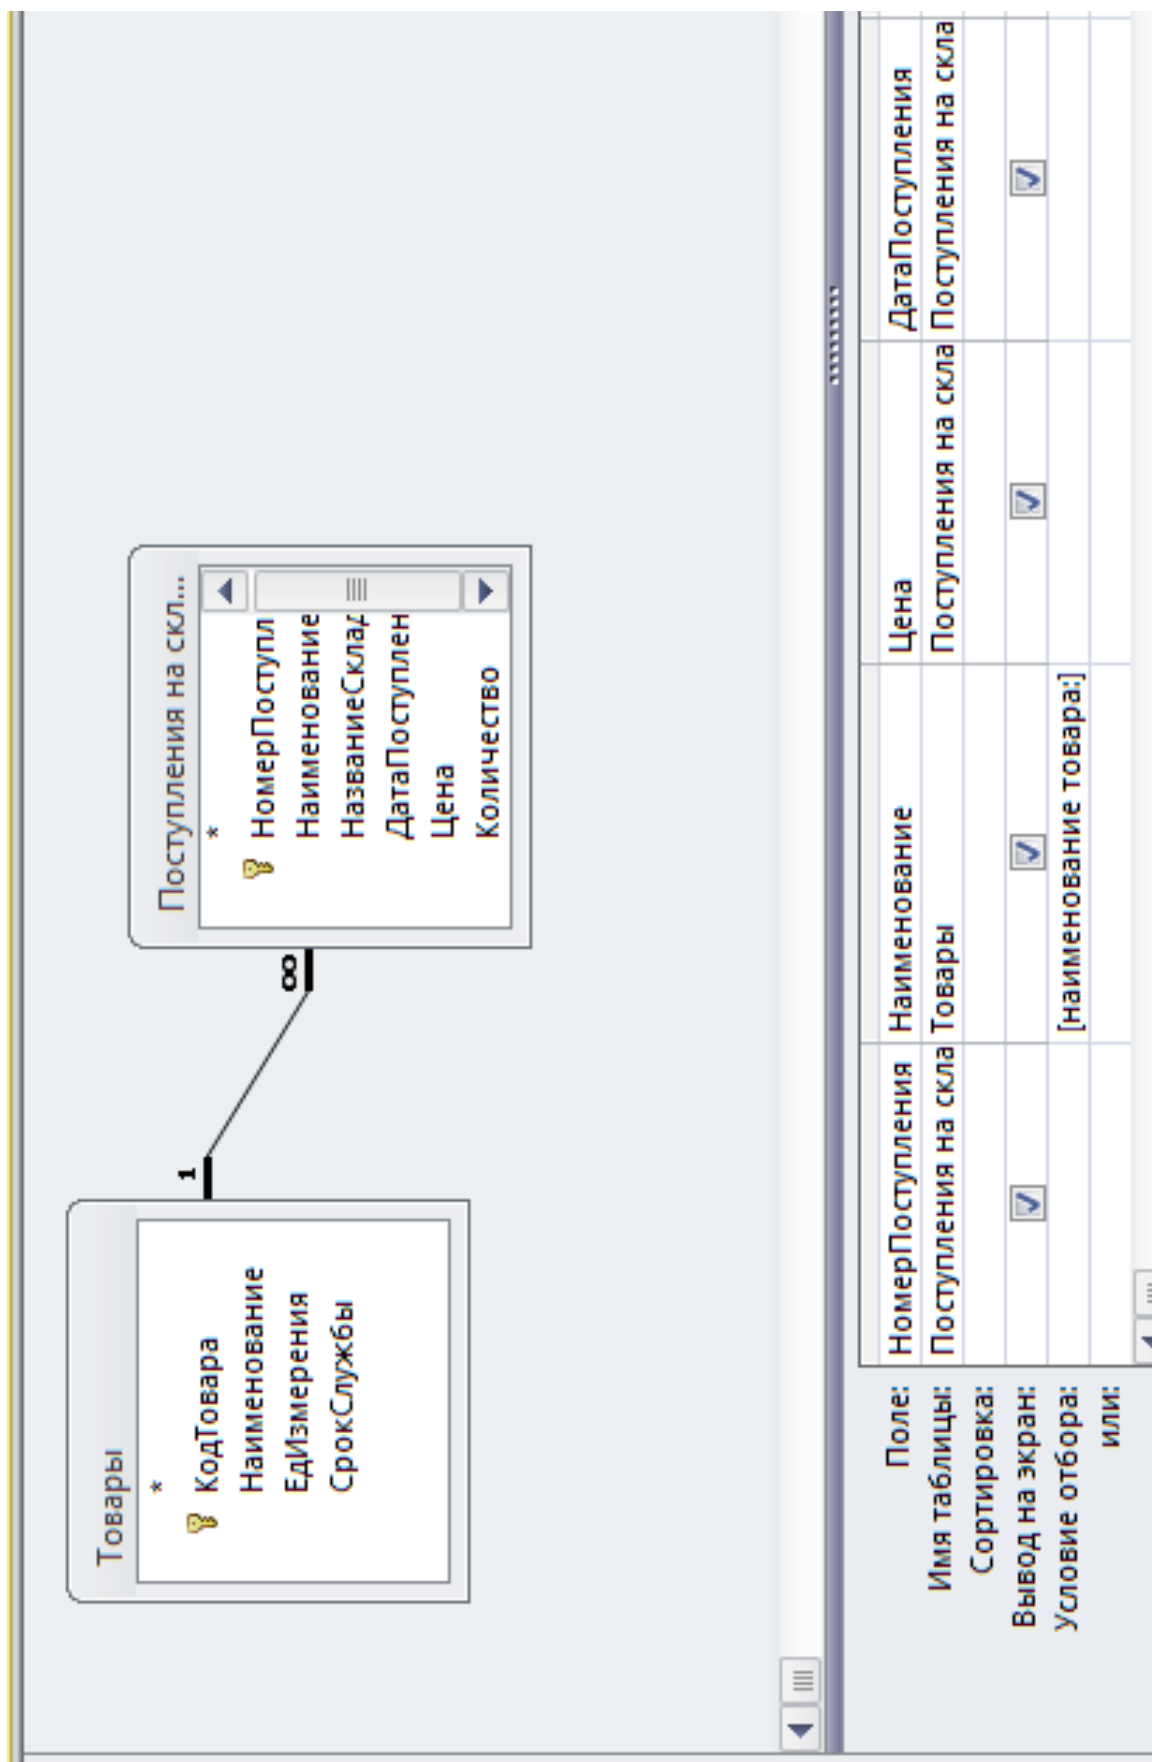 Товары
*
КодТовара
Наименование
ЕдИзмерения
СрокСлужбы
1
∞
Поступления на скл...
*
НомерПоступл
Наименование
НазваниеСклад
ДатаПоступлен
Цена
Количество
Поле: НомерПоступления Наименование Цена ДатаПоступления
Имя таблицы: Поступления на скла Товары Поступления на скла Поступления на скла
Сортировка:
Вывод на экран:
Условие отбора: [наименование товара:]
или: